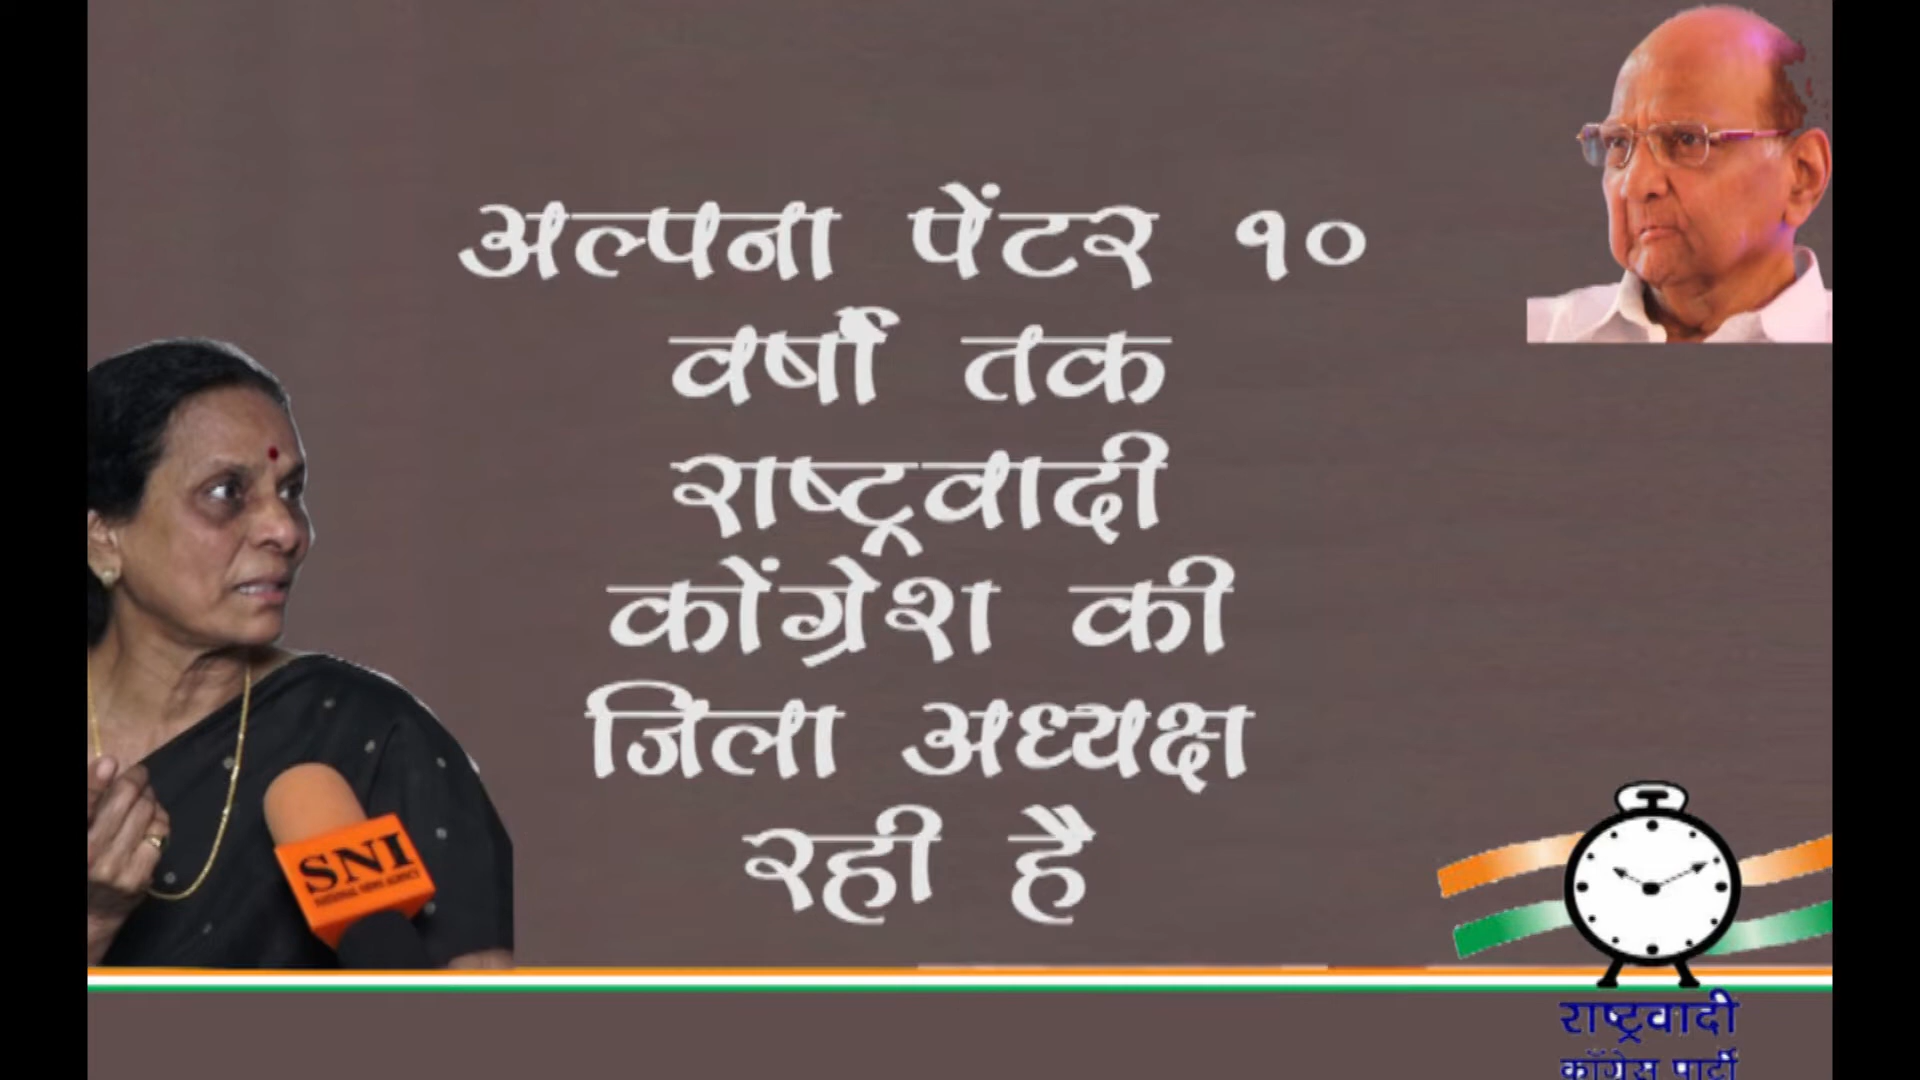 अल्पना पेंटर १०
वर्षों तक
राष्ट्रवादी
कोंग्रेश की
जिला अध्यक्ष
रही है
SNI
राष्ट्रवादी
काँग्रेस पार्टी